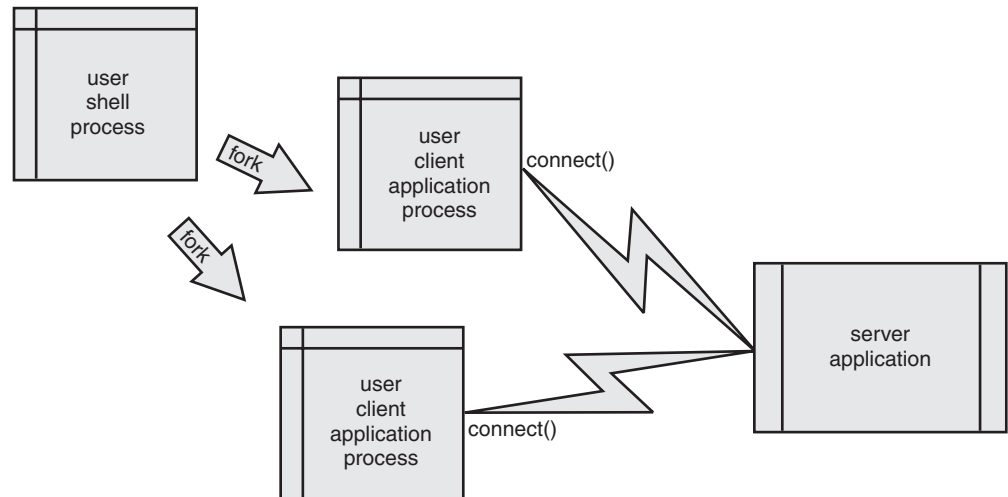 user
shell
process
fork
user
client
application
process
connect()
fork
server
application
user
client
application
process
connect()